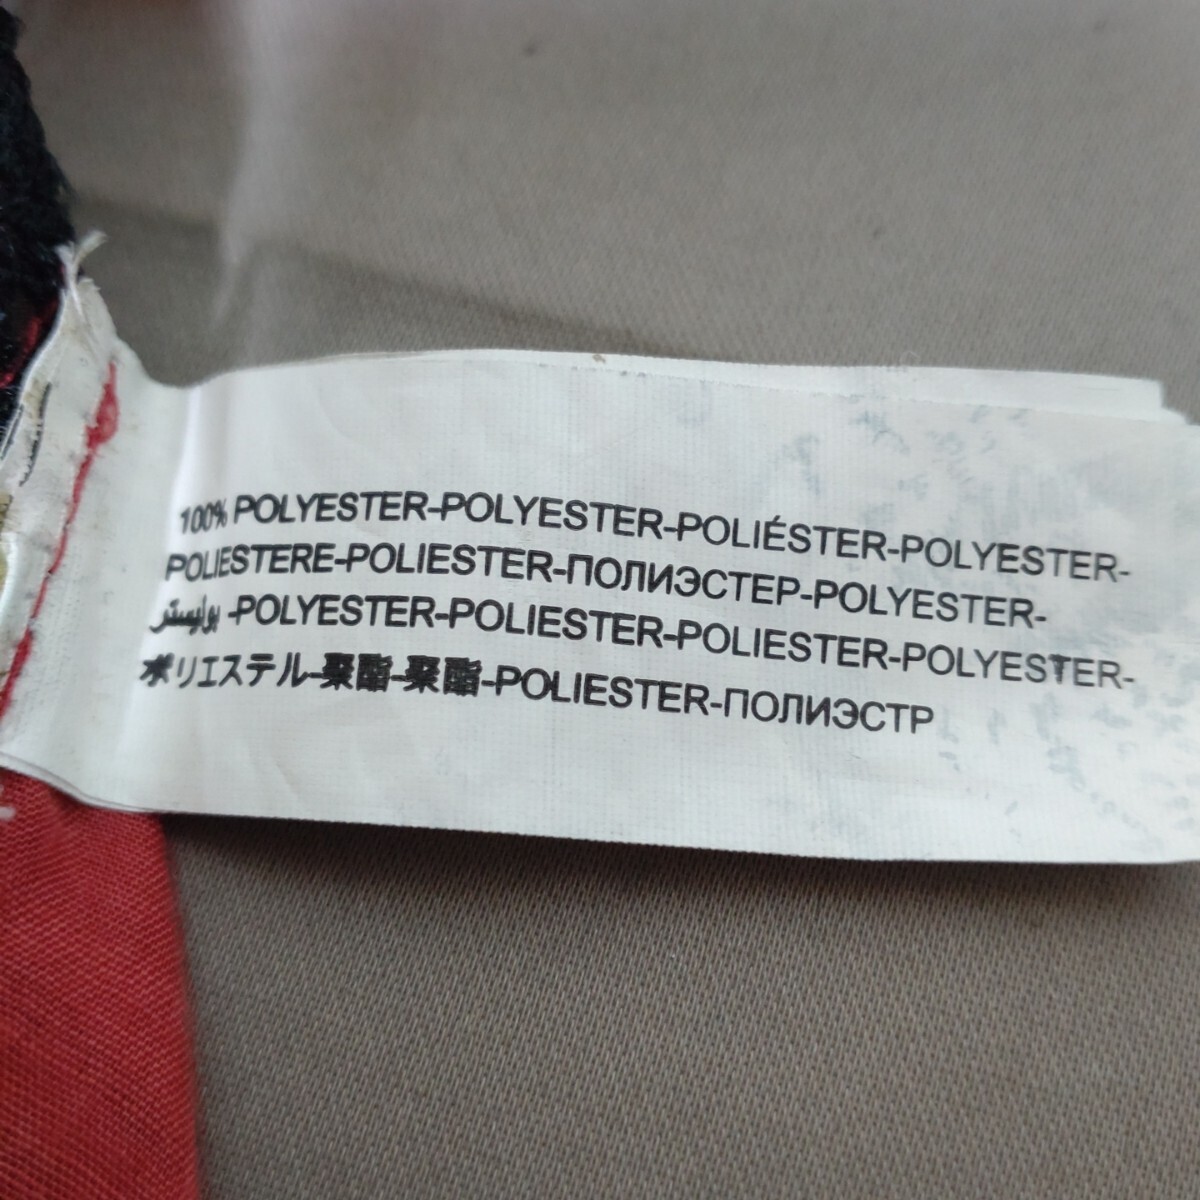 100% POLYESTER-POLYESTER-POLIÉSTER-POLYESTER-
POLIESTERE-POLIESTER-ПОЛИЭСТЕР-POLYESTER-
بوليستر -POLYESTER-POLIESTER-POLIESTER-POLYESTER-
ポリエステル-聚酯-聚酯-POLIESTER-ПОЛИЭСТР